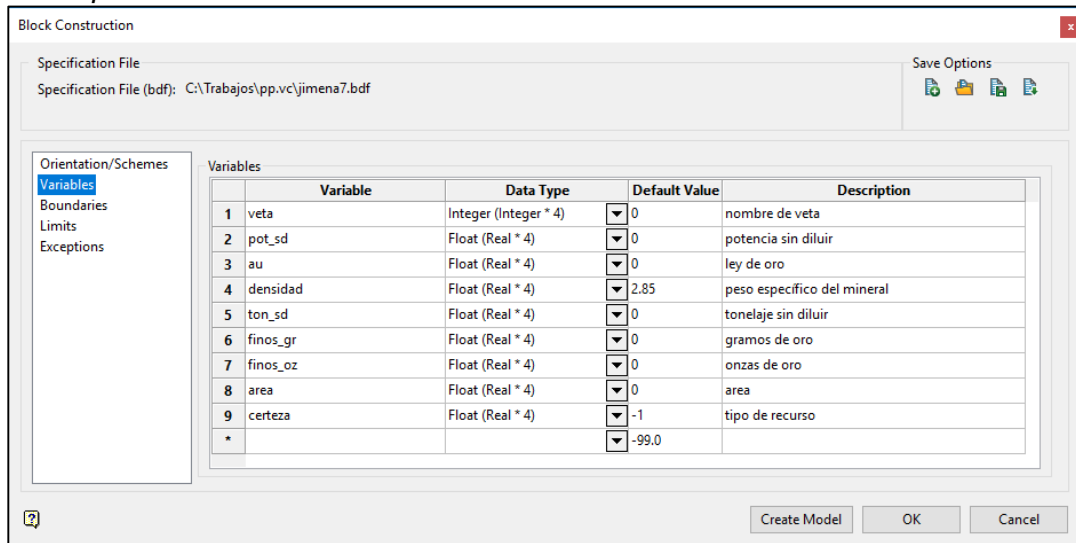 Block Construction
x
Specification File
Save Options
Specification File (bdf): C:\Trabajos\pp.vc\jimena7.bdf
Orientation/Schemes
Variables
Boundaries
Limits
Exceptions
Variables
Variable Data Type Default Value Description
1 veta Integer (Integer * 4) 0 nombre de veta
2 pot_sd Float (Real * 4) 0 potencia sin diluir
3 au Float (Real * 4) 0 ley de oro
4 densidad Float (Real * 4) 2.85 peso específico del mineral
5 ton_sd Float (Real * 4) 0 tonelaje sin diluir
6 finos_gr Float (Real * 4) 0 gramos de oro
7 finos_oz Float (Real * 4) 0 onzas de oro
8 area Float (Real * 4) 0 area
9 certeza Float (Real * 4) -1 tipo de recurso
* -99.0
?
Create Model OK Cancel